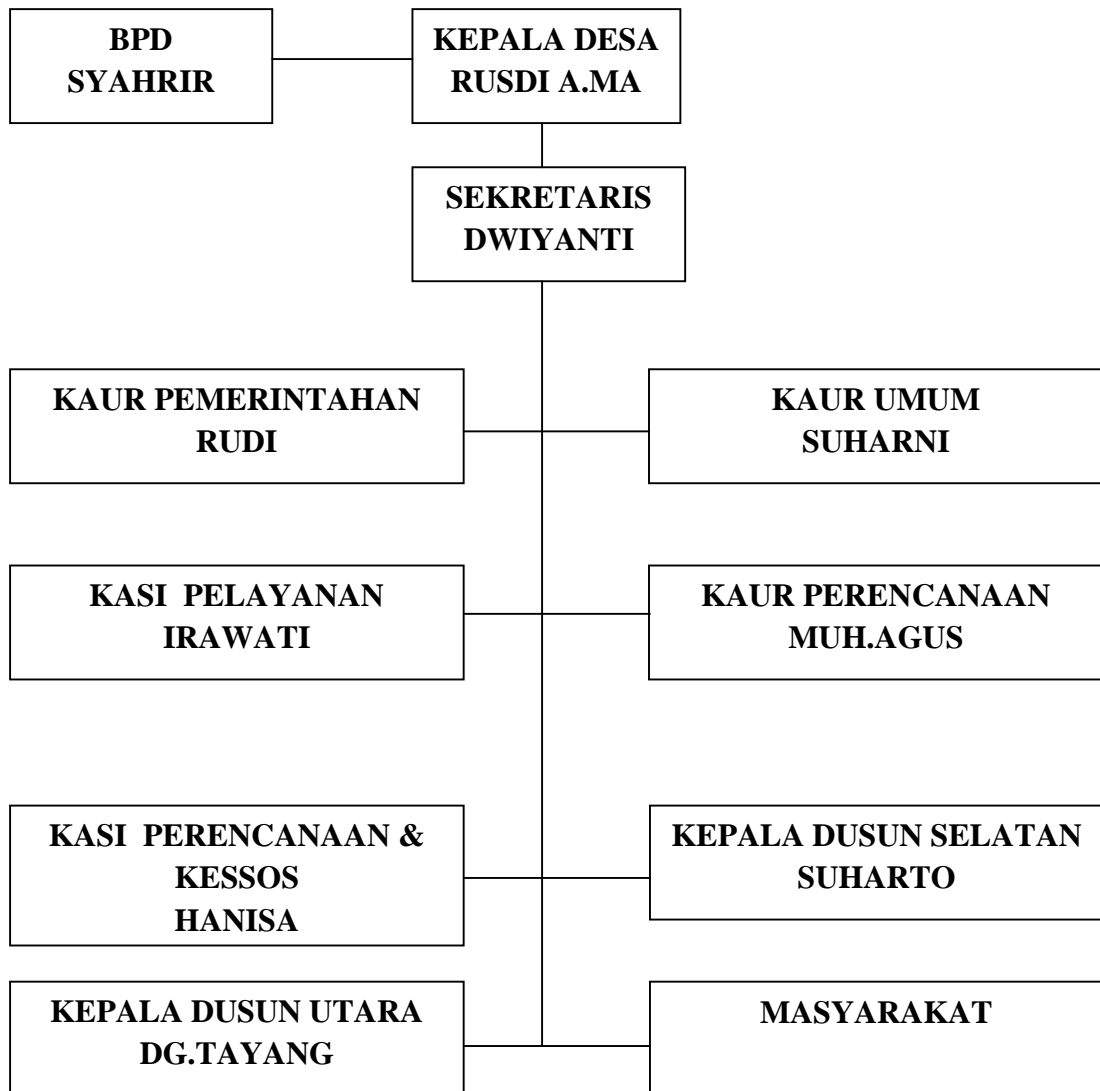 BPD
SYAHRIR
KEPALA DESA
RUSDI A.MA
SEKRETARIS
DWIYANTI
KAUR PEMERINTAHAN
RUDI
KAUR UMUM
SUHARNI
KASI PELAYANAN
IRAWATI
KAUR PERENCANAAN
MUH.AGUS
KASI PERENCANAAN &
KESSOS
HANISA
KEPALA DUSUN SELATAN
SUHARTO
KEPALA DUSUN UTARA
DG.TAYANG
MASYARAKAT